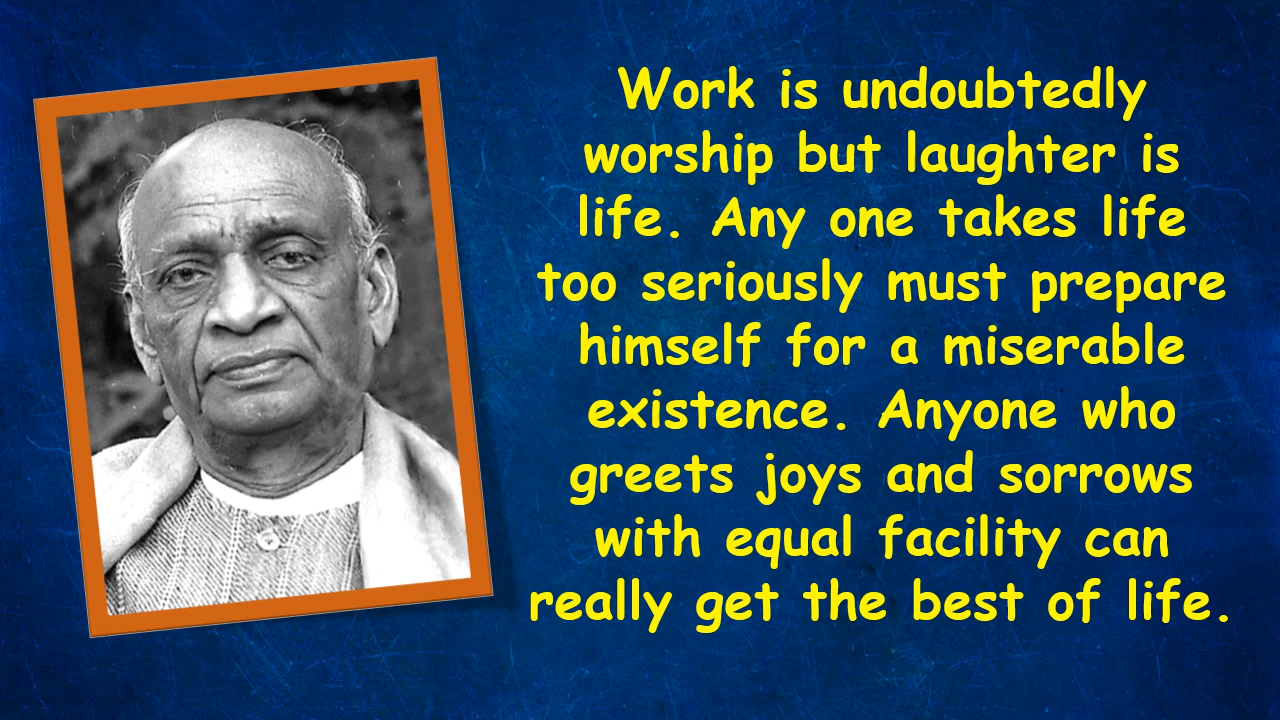 Work is undoubtedly
worship but laughter is
life. Any one takes life
too seriously must prepare
himself for a miserable
existence. Anyone who
greets joys and sorrows
with equal facility can
really get the best of life.